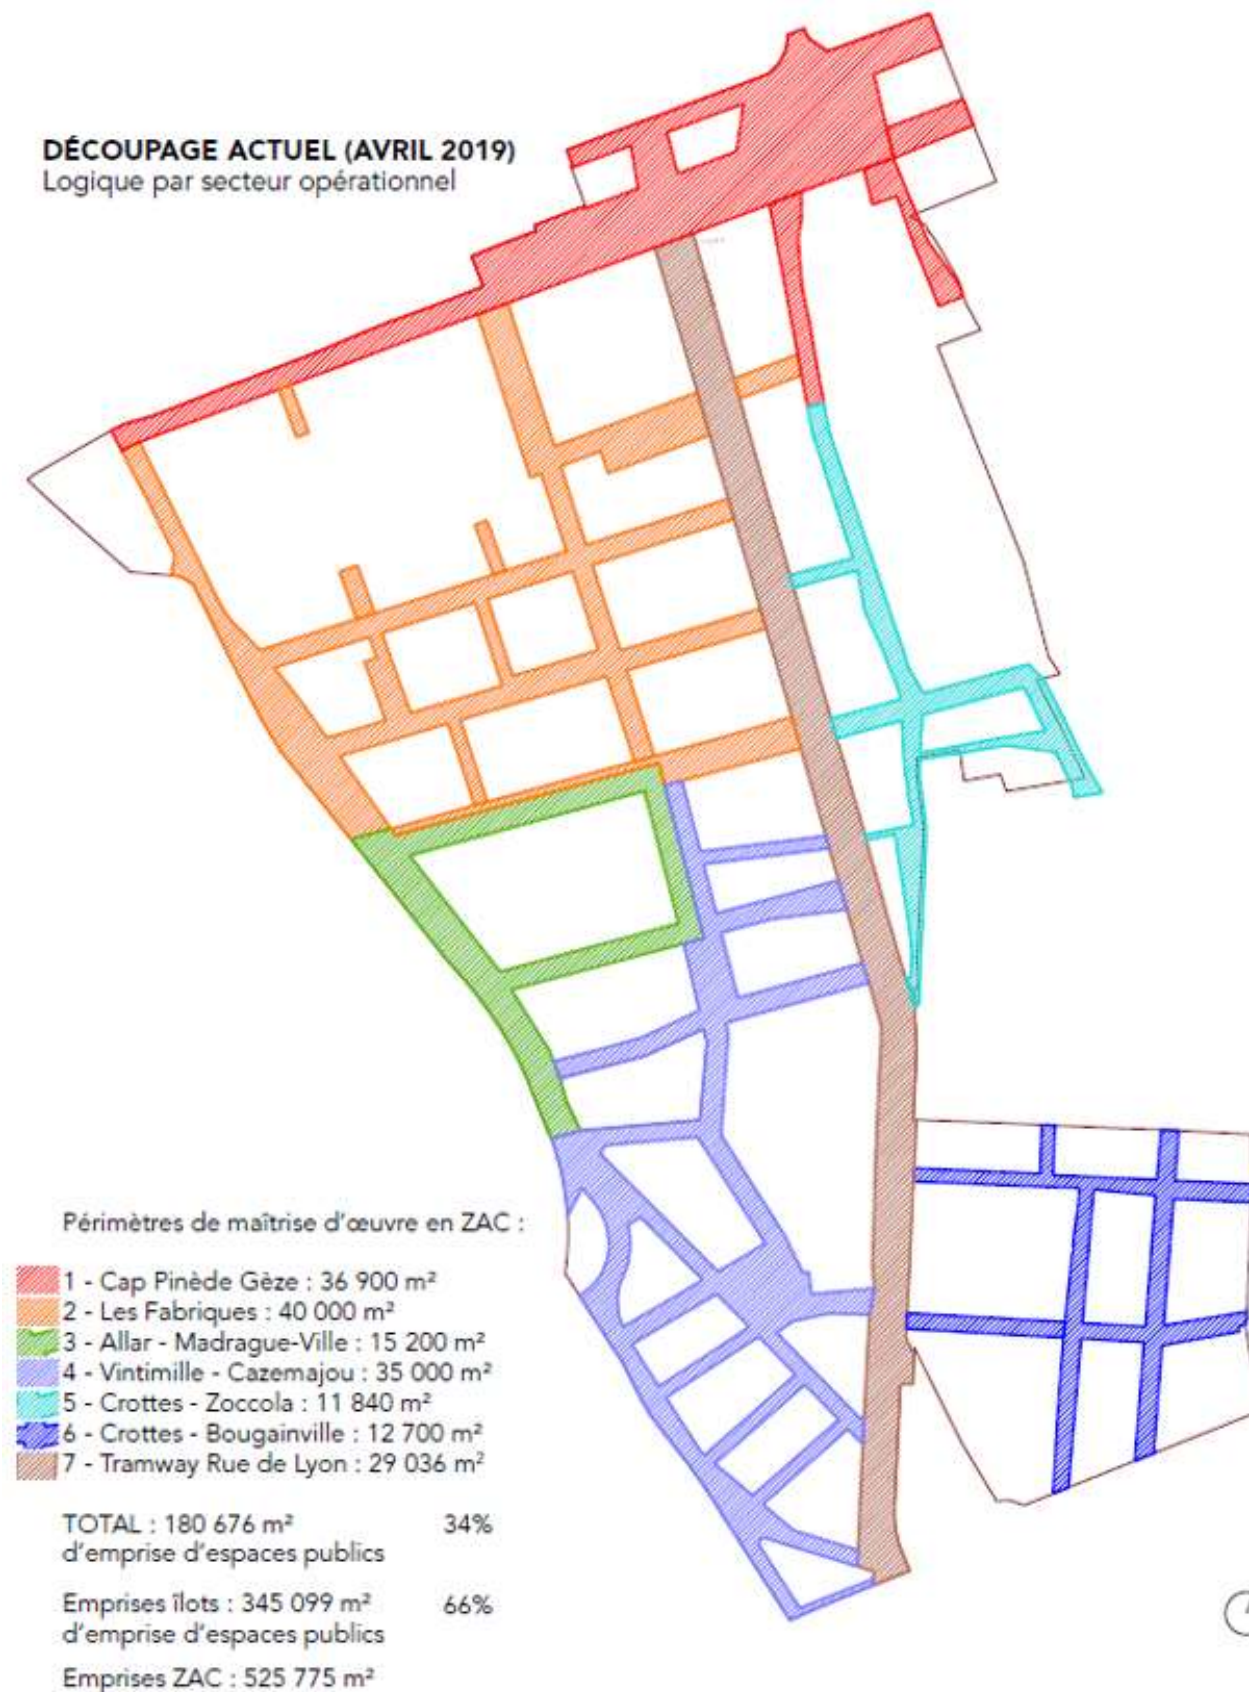 DÉCOUPAGE ACTUEL (AVRIL 2019)
Logique par secteur opérationnel
Périmètres de maîtrise d'œuvre en ZAC :
1 - Cap Pinède Gèze : 36 900 m²
2 - Les Fabriques : 40 000 m²
3 - Allar - Madrague-Ville : 15 200 m²
4 - Vintimille - Cazemajou : 35 000 m²
5 - Crottes - Zoccola : 11 840 m²
6 - Crottes - Bougainville : 12 700 m²
7 - Tramway Rue de Lyon : 29 036 m²
TOTAL : 180 676 m² 34%
d'emprise d'espaces publics
Emprises îlots : 345 099 m² 66%
d'emprise d'espaces publics
Emprises ZAC : 525 775 m²